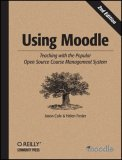 2nd Edition
Using Moodle
Teaching with the Popular
Open Source Course Management System
Jason Cole & Helen Foster
O'REILLY
COMMUNITY PRESS
moodle